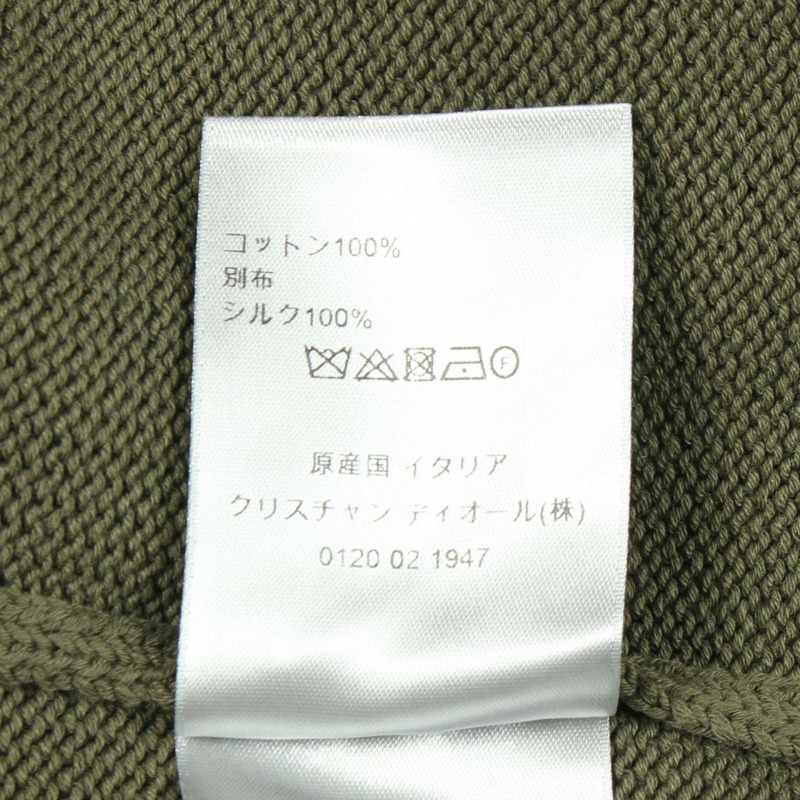 コットン100%
別布
シルク100%
F
原産国 イタリア
クリスチャン ディオール(株)
0120 02 1947